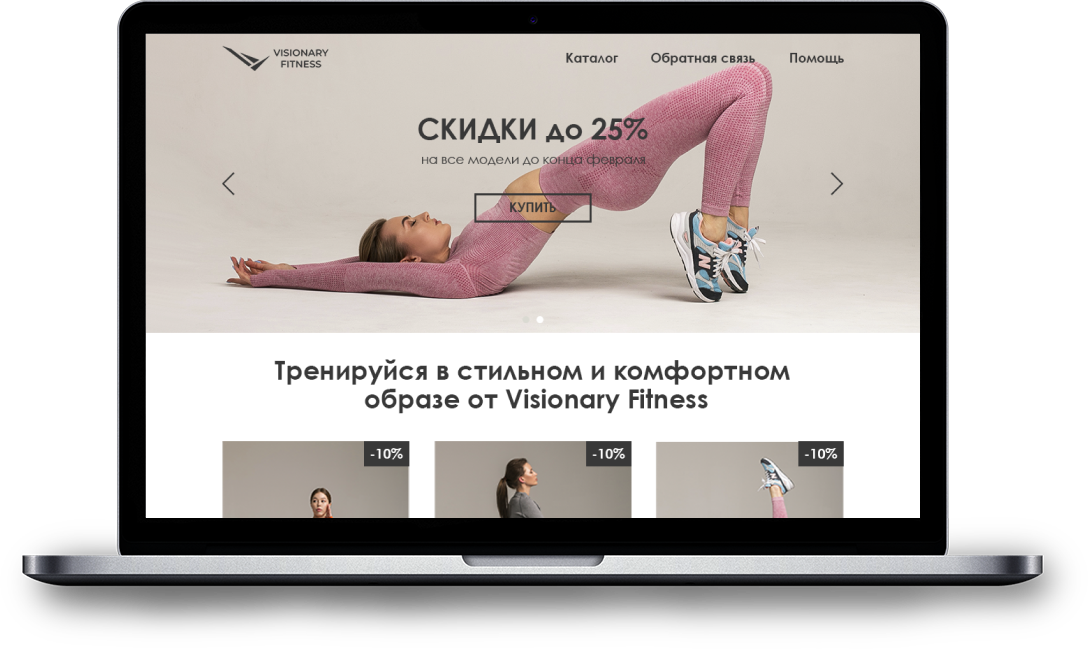 VISIONARY
FITNESS
Каталог
Обратная связь
Помощь
СКИДКИ до 25%
на все модели до конца февраля
КУПИТЬ
N
Тренируйся в стильном и комфортном
образе от Visionary Fitness
-10%
-10%
-10%